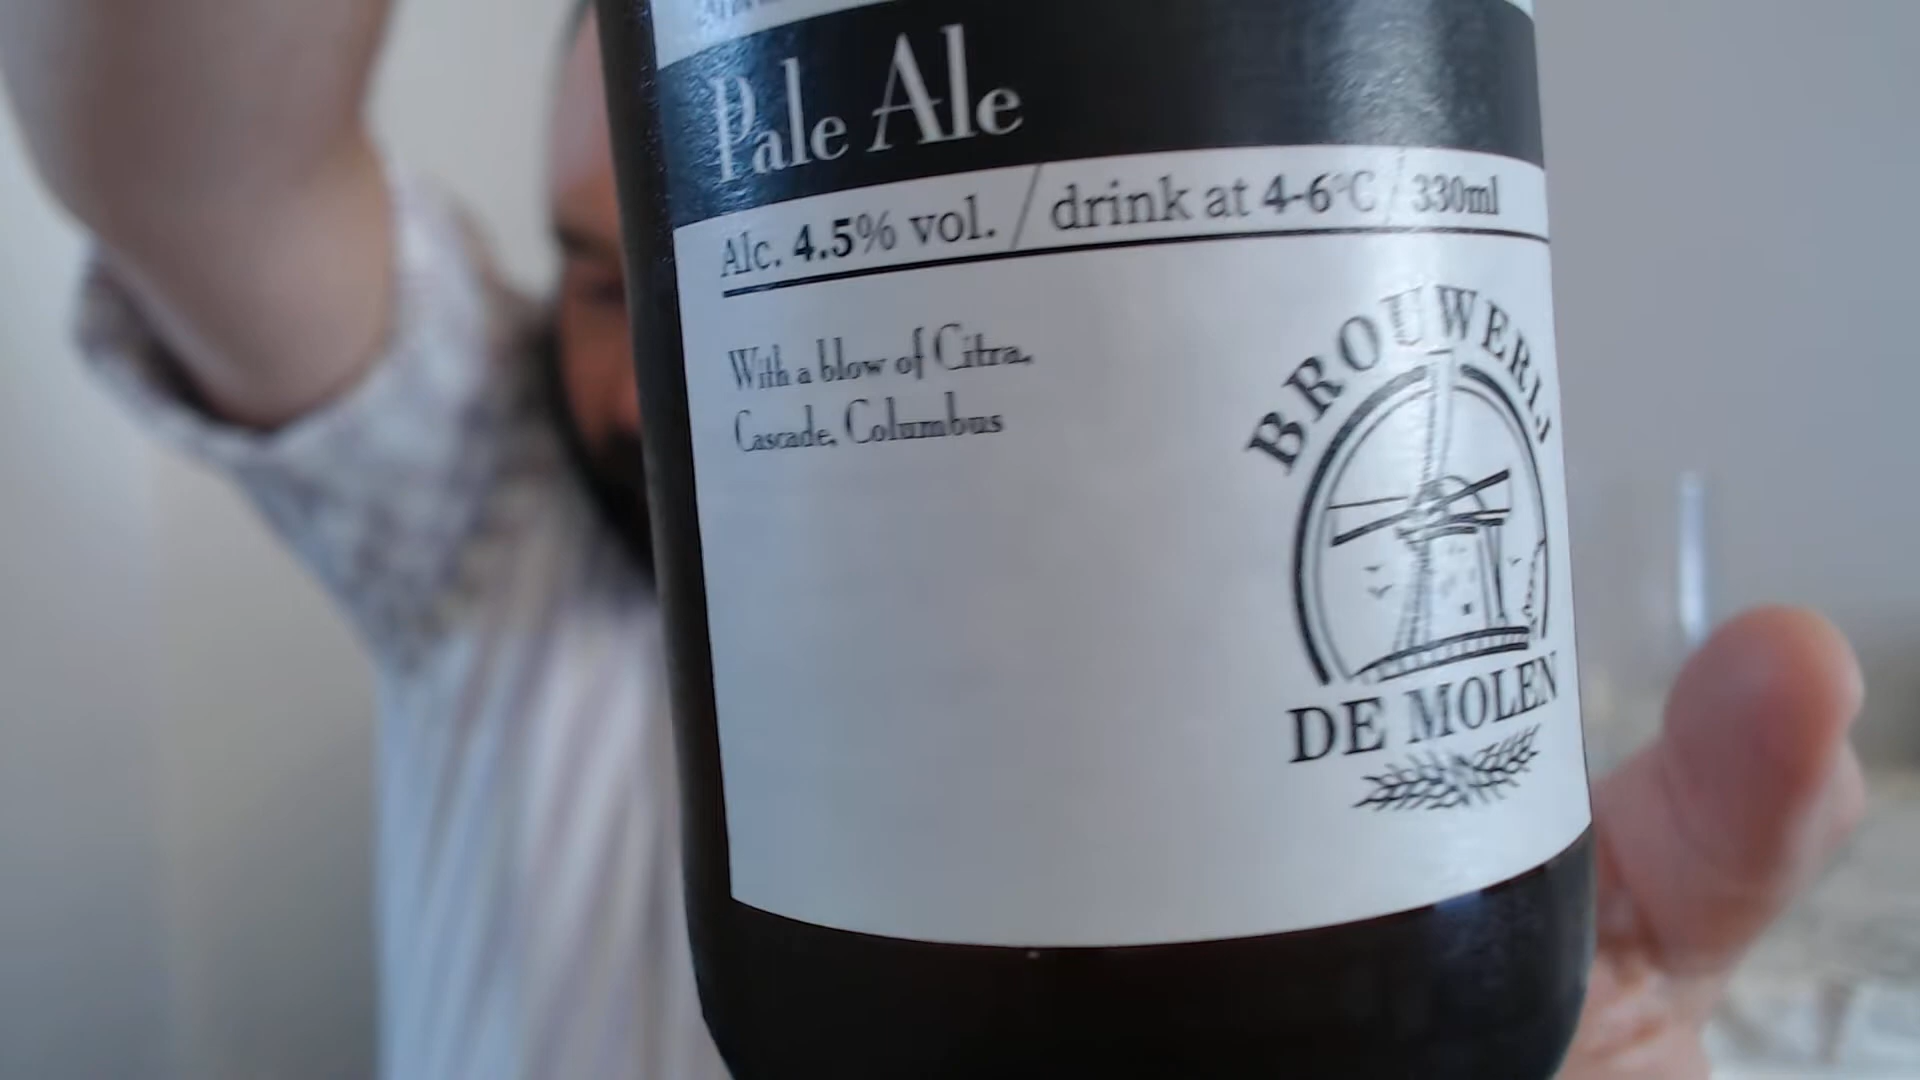 Pale Ale
Alc. 4.5% vol. / drink at 4-6°C / 330ml
With a blow of Citra,
Cascade, Columbus
BROUWERIJ
DE MOLEN